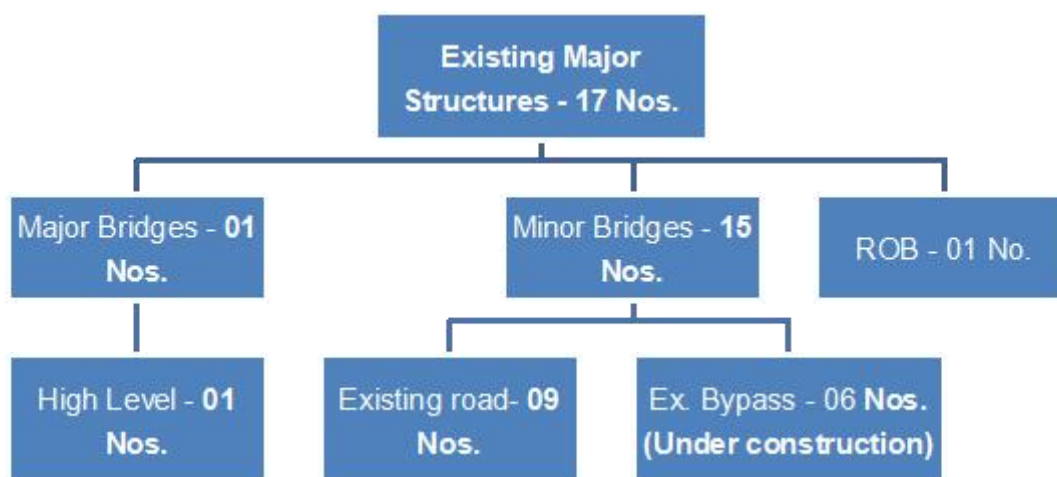 Existing Major
Structures - 17 Nos.
Major Bridges - 01
Nos.
Minor Bridges - 15
Nos.
ROB - 01 No.
High Level - 01
Nos.
Existing road- 09
Nos.
Ex. Bypass - 06 Nos.
(Under construction)